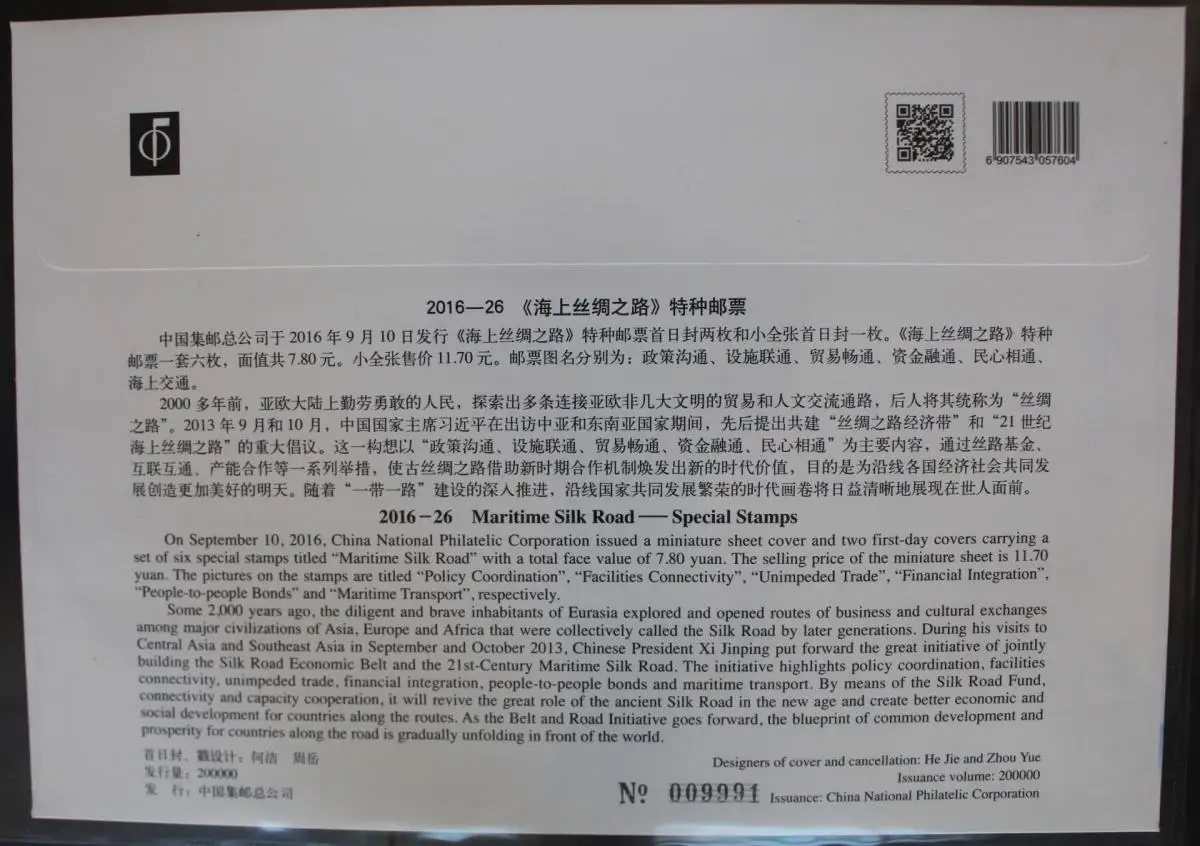 6 907543 057604
2016—26 《海上丝绸之路》特种邮票
中国集邮总公司于 2016 年 9 月 10 日发行《海上丝绸之路》特种邮票首日封两枚和小全张首日封一枚。《海上丝绸之路》特种
邮票一套六枚，面值共 7.80 元。小全张售价 11.70 元。邮票图名分别为：政策沟通、设施联通、贸易畅通、资金融通、民心相通、
海上交通。
2000 多年前，亚欧大陆上勤劳勇敢的人民，探索出多条连接亚欧非几大文明的贸易和人文交流通路，后人将其统称为“丝绸
之路”。2013 年 9 月和 10 月，中国国家主席习近平在出访中亚和东南亚国家期间，先后提出共建“丝绸之路经济带”和“21 世纪
海上丝绸之路”的重大倡议。这一构想以“政策沟通、设施联通、贸易畅通、资金融通、民心相通”为主要内容，通过丝路基金、
互联互通、产能合作等一系列举措，使古丝绸之路借助新时期合作机制焕发出新的时代价值，目的是为沿线各国经济社会共同发
展创造更加美好的明天。随着“一带一路”建设的深入推进，沿线国家共同发展繁荣的时代画卷将日益清晰地展现在世人面前。
2016－26 Maritime Silk Road — Special Stamps
On September 10, 2016, China National Philatelic Corporation issued a miniature sheet cover and two first-day covers carrying a
set of six special stamps titled “Maritime Silk Road” with a total face value of 7.80 yuan. The selling price of the miniature sheet is 11.70
yuan. The pictures on the stamps are titled “Policy Coordination”, “Facilities Connectivity”, “Unimpeded Trade”, “Financial Integration”,
“People-to-people Bonds” and “Maritime Transport”, respectively.
Some 2,000 years ago, the diligent and brave inhabitants of Eurasia explored and opened routes of business and cultural exchanges
among major civilizations of Asia, Europe and Africa that were collectively called the Silk Road by later generations. During his visits to
Central Asia and Southeast Asia in September and October 2013, Chinese President Xi Jinping put forward the great initiative of jointly
building the Silk Road Economic Belt and the 21st-Century Maritime Silk Road. The initiative highlights policy coordination, facilities
connectivity, unimpeded trade, financial integration, people-to-people bonds and maritime transport. By means of the Silk Road Fund,
connectivity and capacity cooperation, it will revive the great role of the ancient Silk Road in the new age and create better economic and
social development for countries along the routes. As the Belt and Road Initiative goes forward, the blueprint of common development and
prosperity for countries along the road is gradually unfolding in front of the world.
首日封、戳设计：何洁 周岳
发行量：200000
发 行：中国集邮总公司
Designers of cover and cancellation: He Jie and Zhou Yue
Issuance volume: 200000
№ 009991 Issuance: China National Philatelic Corporation